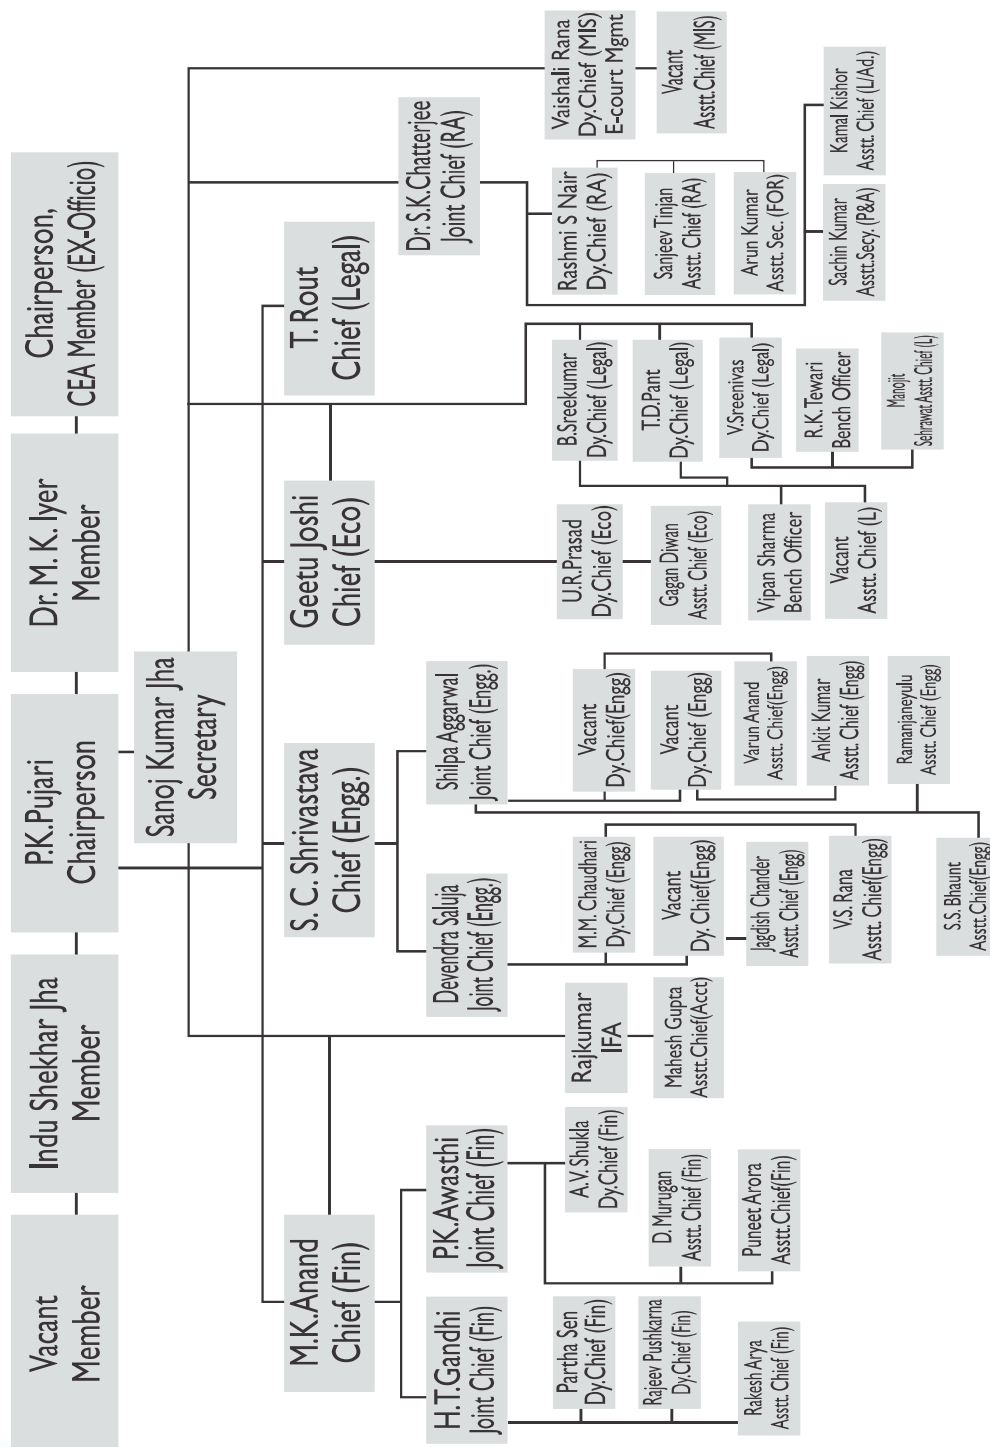 Vacant
Member
Indu Shekhar Jha
Member
P.K.Pujari
Chairperson
Dr. M. K. Iyer
Member
Chairperson,
CEA Member (EX-Officio)
Sanoj Kumar Jha
Secretary
M.K.Anand
Chief (Fin)
S. C. Shrivastava
Chief (Engg.)
Geetu Joshi
Chief (Eco)
T. Rout
Chief (Legal)
H.T.Gandhi
Joint Chief (Fin)
P.K.Awasthi
Joint Chief (Fin)
Devendra Saluja
Joint Chief (Engg.)
Shilpa Aggarwal
Joint Chief (Engg.)
Dr. S.K.Chatterjee
Joint Chief (RA)
Partha Sen
Dy.Chief (Fin)
Rajeev Pushkarna
Dy.Chief (Fin)
Rakesh Arya
Asstt. Chief (Fin)
A.V. Shukla
Dy.Chief (Fin)
D.Murugan
Asstt. Chief (Fin)
Puneet Arora
Asstt.Chief(Fin)
Rajkumar
IFA
Mahesh Gupta
Asstt.Chief(Acct)
M.M. Chaudhari
Dy.Chief (Engg)
Vacant
Dy. Chief(Engg)
Jagdish Chander
Asstt. Chief (Engg)
V.S. Rana
Asstt. Chief(Engg)
S.S. Bhaunt
Asstt.Chief(Engg)
Vacant
Dy.Chief(Engg)
Vacant
Dy.Chief (Engg)
Varun Anand
Asstt. Chief(Engg)
Ankit Kumar
Asstt. Chief (Engg)
Ramanjaneyulu
Asstt. Chief (Engg)
U.R.Prasad
Dy.Chief (Eco)
Gagan Diwan
Asstt. Chief (Eco)
Vipan Sharma
Bench Officer
Vacant
Asstt. Chief (L)
B.Sreekumar
Dy.Chief (Legal)
T.D.Pant
Dy.Chief (Legal)
V.Sreenivas
Dy.Chief (Legal)
R.K.Tewari
Bench Officer
Manojit
Sehrawat Asstt Chief (L)
Rashmi S Nair
Dy.Chief (RA)
Sanjeev Tinjan
Asstt. Chief (RA)
Arun Kumar
Asstt. Sec. (FOR)
Sachin Kumar
Asstt.Secy. (P&A)
Kamal Kishor
Asstt. Chief (L/Ad.)
Vaishali Rana
Dy.Chief (MIS)
E-court Mgmt
Vacant
Asstt.Chief (MIS)